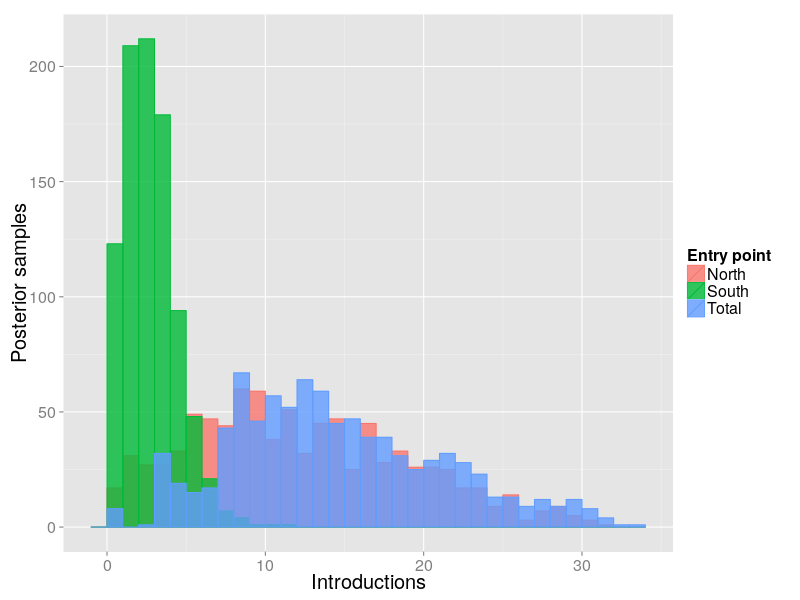 200
150
100
50
0
Posterior samples
0 10 20 30
Introductions
Entry point
North
South
Total